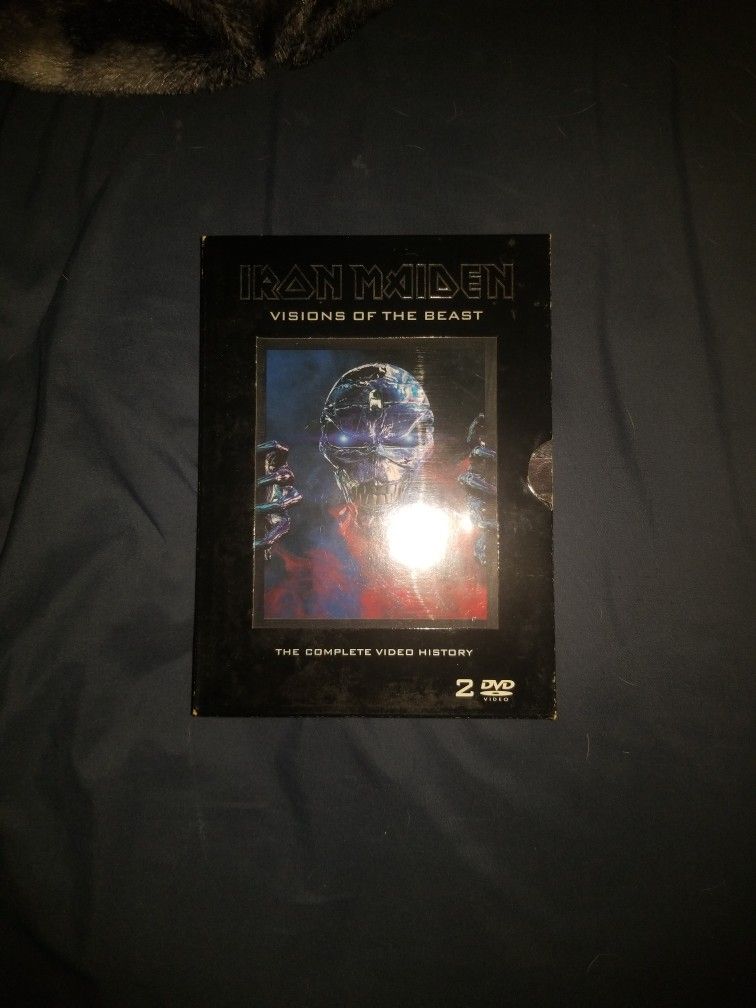 IRON MAIDEN
VISIONS OF THE BEAST
THE COMPLETE VIDEO HISTORY
2 DVD
VIDEO